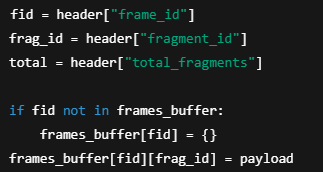 fid = header["frame_id"]
frag_id = header["fragment_id"]
total = header["total_fragments"]

if fid not in frames_buffer:
    frames_buffer[fid] = {}
frames_buffer[fid][frag_id] = payload